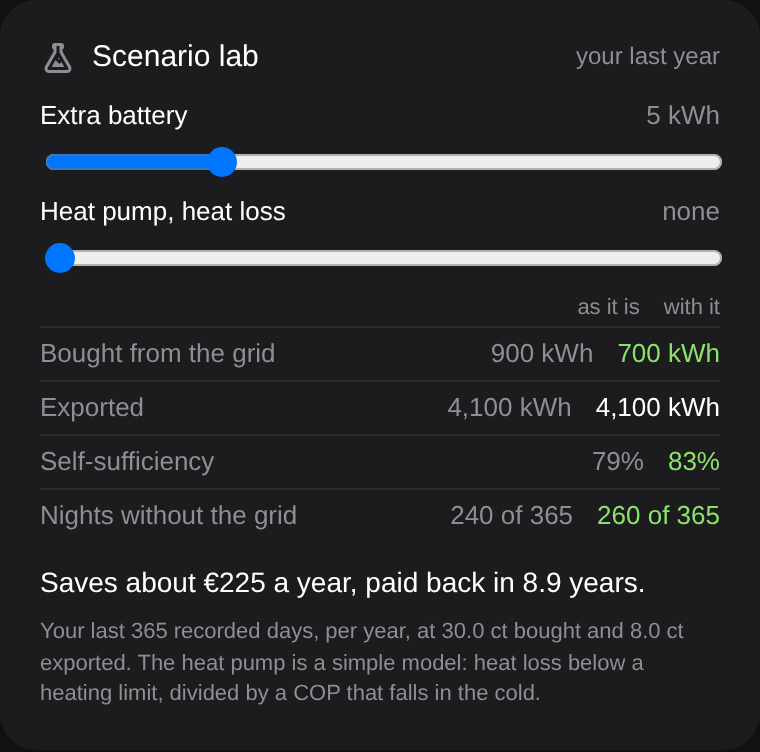 Scenario lab your last year
Extra battery 5 kWh
Heat pump, heat loss none
as it is with it
Bought from the grid 900 kWh 700 kWh
Exported 4,100 kWh 4,100 kWh
Self-sufficiency 79% 83%
Nights without the grid 240 of 365 260 of 365
Saves about €225 a year, paid back in 8.9 years.
Your last 365 recorded days, per year, at 30.0 ct bought and 8.0 ct
exported. The heat pump is a simple model: heat loss below a
heating limit, divided by a COP that falls in the cold.